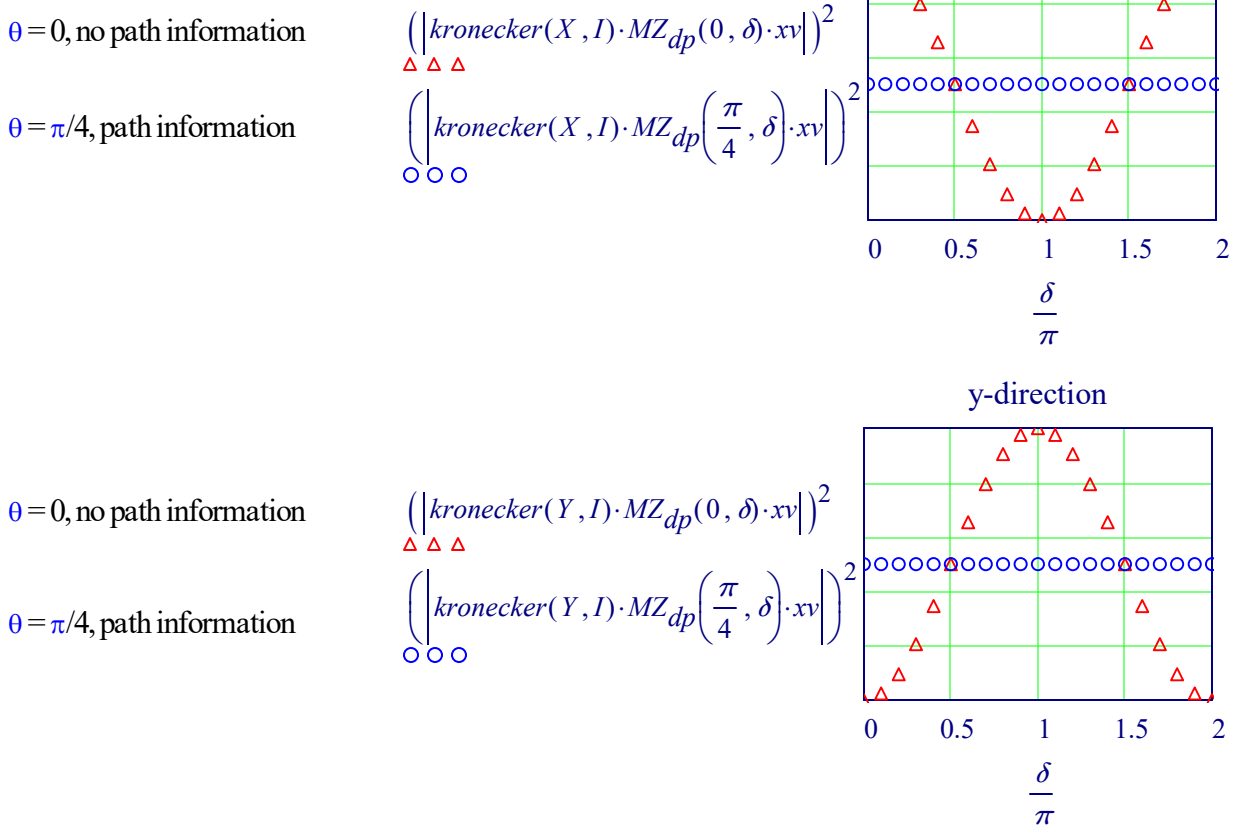 θ = 0, no path information
(|kronecker(X , I)·MZ_dp(0 , δ)·xv|)²
θ = π/4, path information
(|kronecker(X , I)·MZ_dp(π/4 , δ)·xv|)²
0 0.5 1 1.5 2
δ/π
y-direction
θ = 0, no path information
(|kronecker(Y , I)·MZ_dp(0 , δ)·xv|)²
θ = π/4, path information
(|kronecker(Y , I)·MZ_dp(π/4 , δ)·xv|)²
0 0.5 1 1.5 2
δ/π